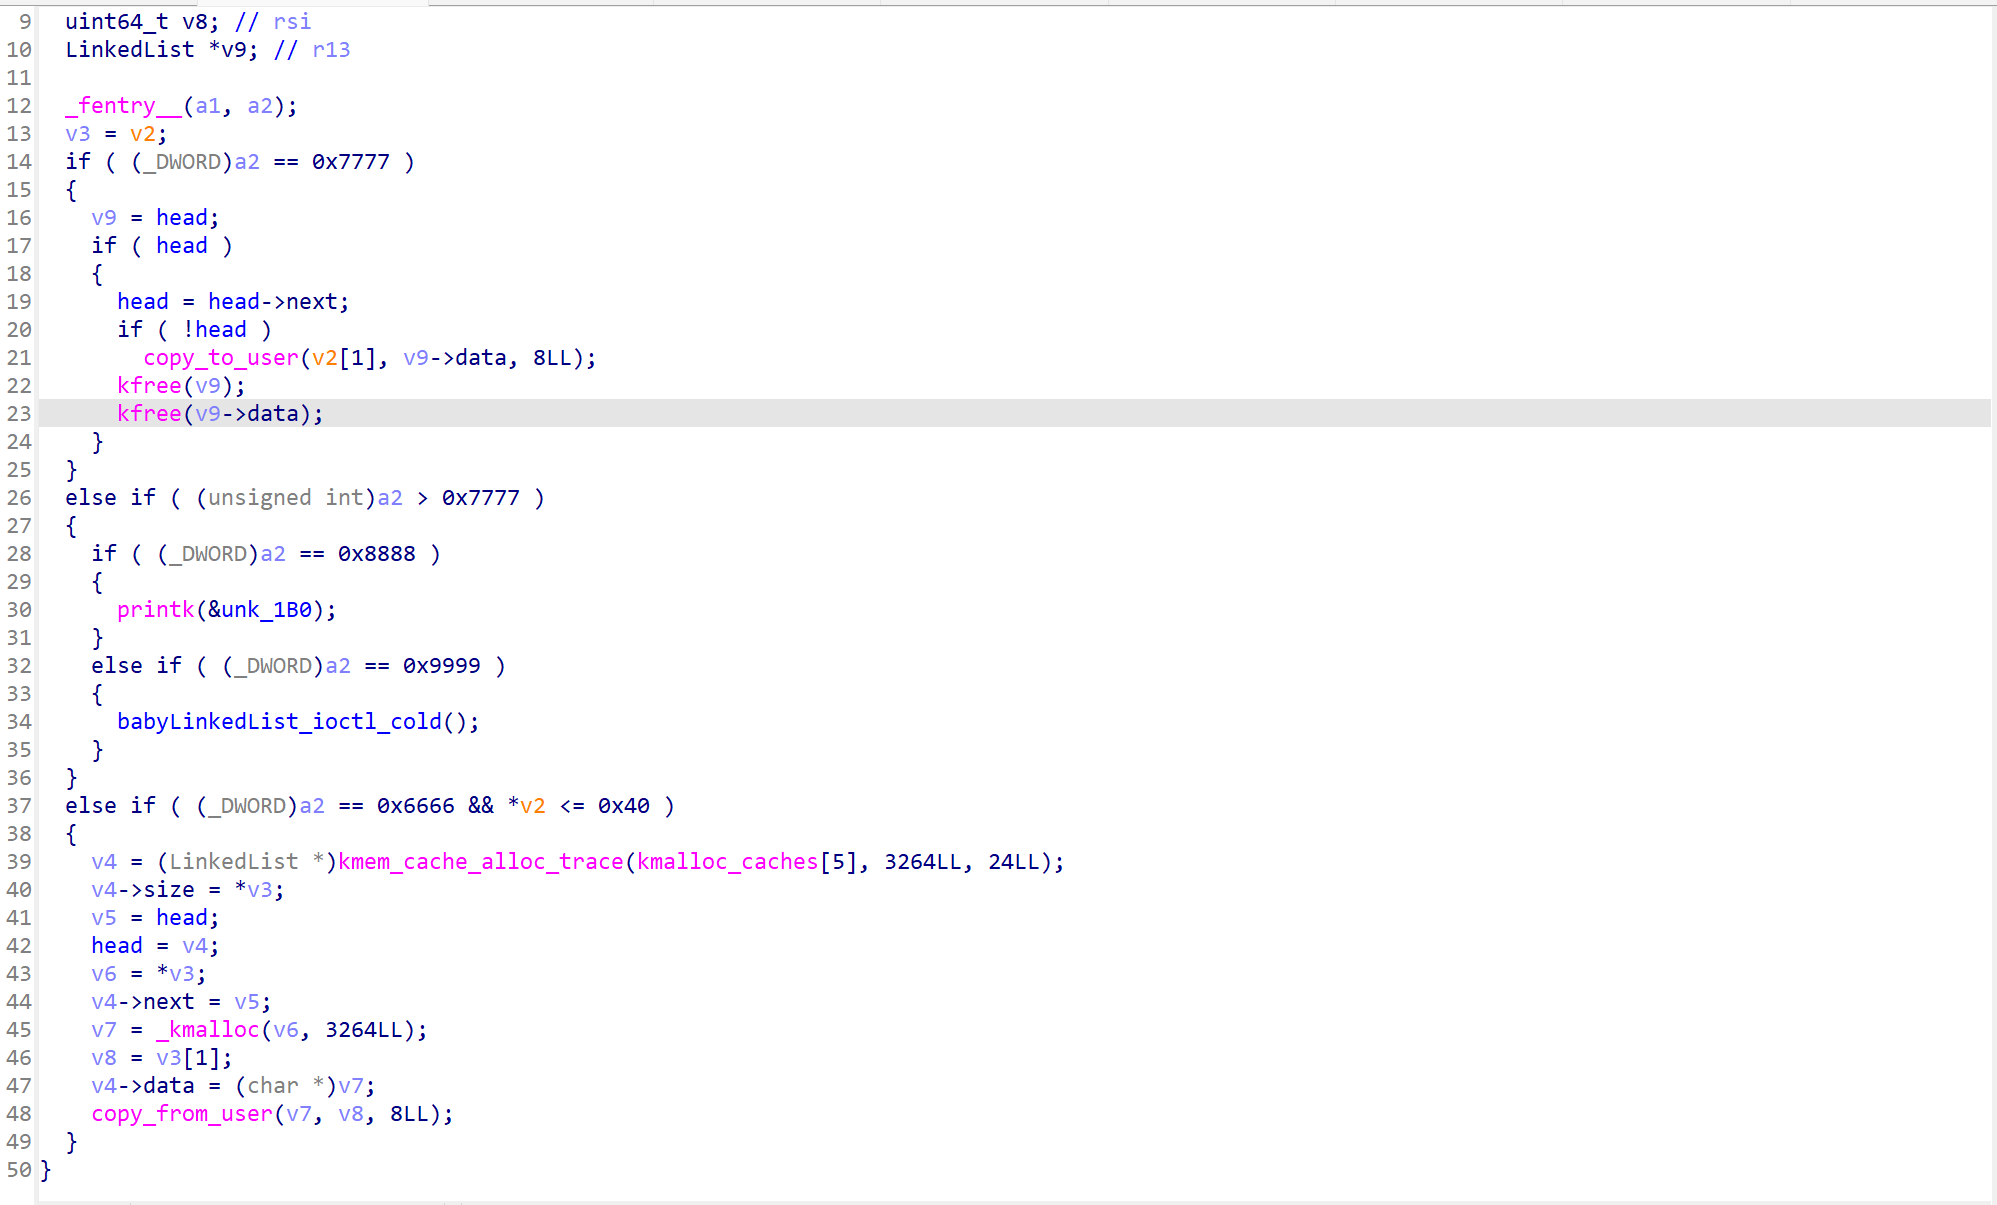 9 uint64_t v8; // rsi
10 LinkedList *v9; // r13
11
12 _fentry__(a1, a2);
13 v3 = v2;
14 if ( (_DWORD)a2 == 0x7777 )
15 {
16 v9 = head;
17 if ( head )
18 {
19 head = head->next;
20 if ( !head )
21 copy_to_user(v2[1], v9->data, 8LL);
22 kfree(v9);
23 kfree(v9->data);
24 }
25 }
26 else if ( (unsigned int)a2 > 0x7777 )
27 {
28 if ( (_DWORD)a2 == 0x8888 )
29 {
30 printk(&unk_1B0);
31 }
32 else if ( (_DWORD)a2 == 0x9999 )
33 {
34 babyLinkedList_ioctl_cold();
35 }
36 }
37 else if ( (_DWORD)a2 == 0x6666 && *v2 <= 0x40 )
38 {
39 v4 = (LinkedList *)kmem_cache_alloc_trace(kmalloc_caches[5], 3264LL, 24LL);
40 v4->size = *v3;
41 v5 = head;
42 head = v4;
43 v6 = *v3;
44 v4->next = v5;
45 v7 = _kmalloc(v6, 3264LL);
46 v8 = v3[1];
47 v4->data = (char *)v7;
48 copy_from_user(v7, v8, 8LL);
49 }
50 }